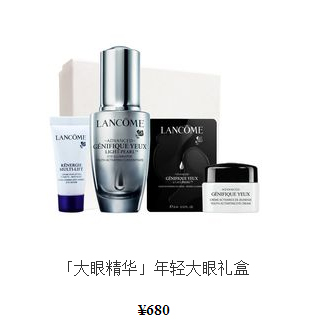 LANCÔME
ADVANCED
GÉNIFIQUE YEUX
LIGHT-PEARL
LANCÔME
RÉNERGIE
MULTI-LIFT
LANCÔME
ADVANCED
GÉNIFIQUE YEUX
ADVANCED
GÉNIFIQUE YEUX
「大眼精华」年轻大眼礼盒
¥680